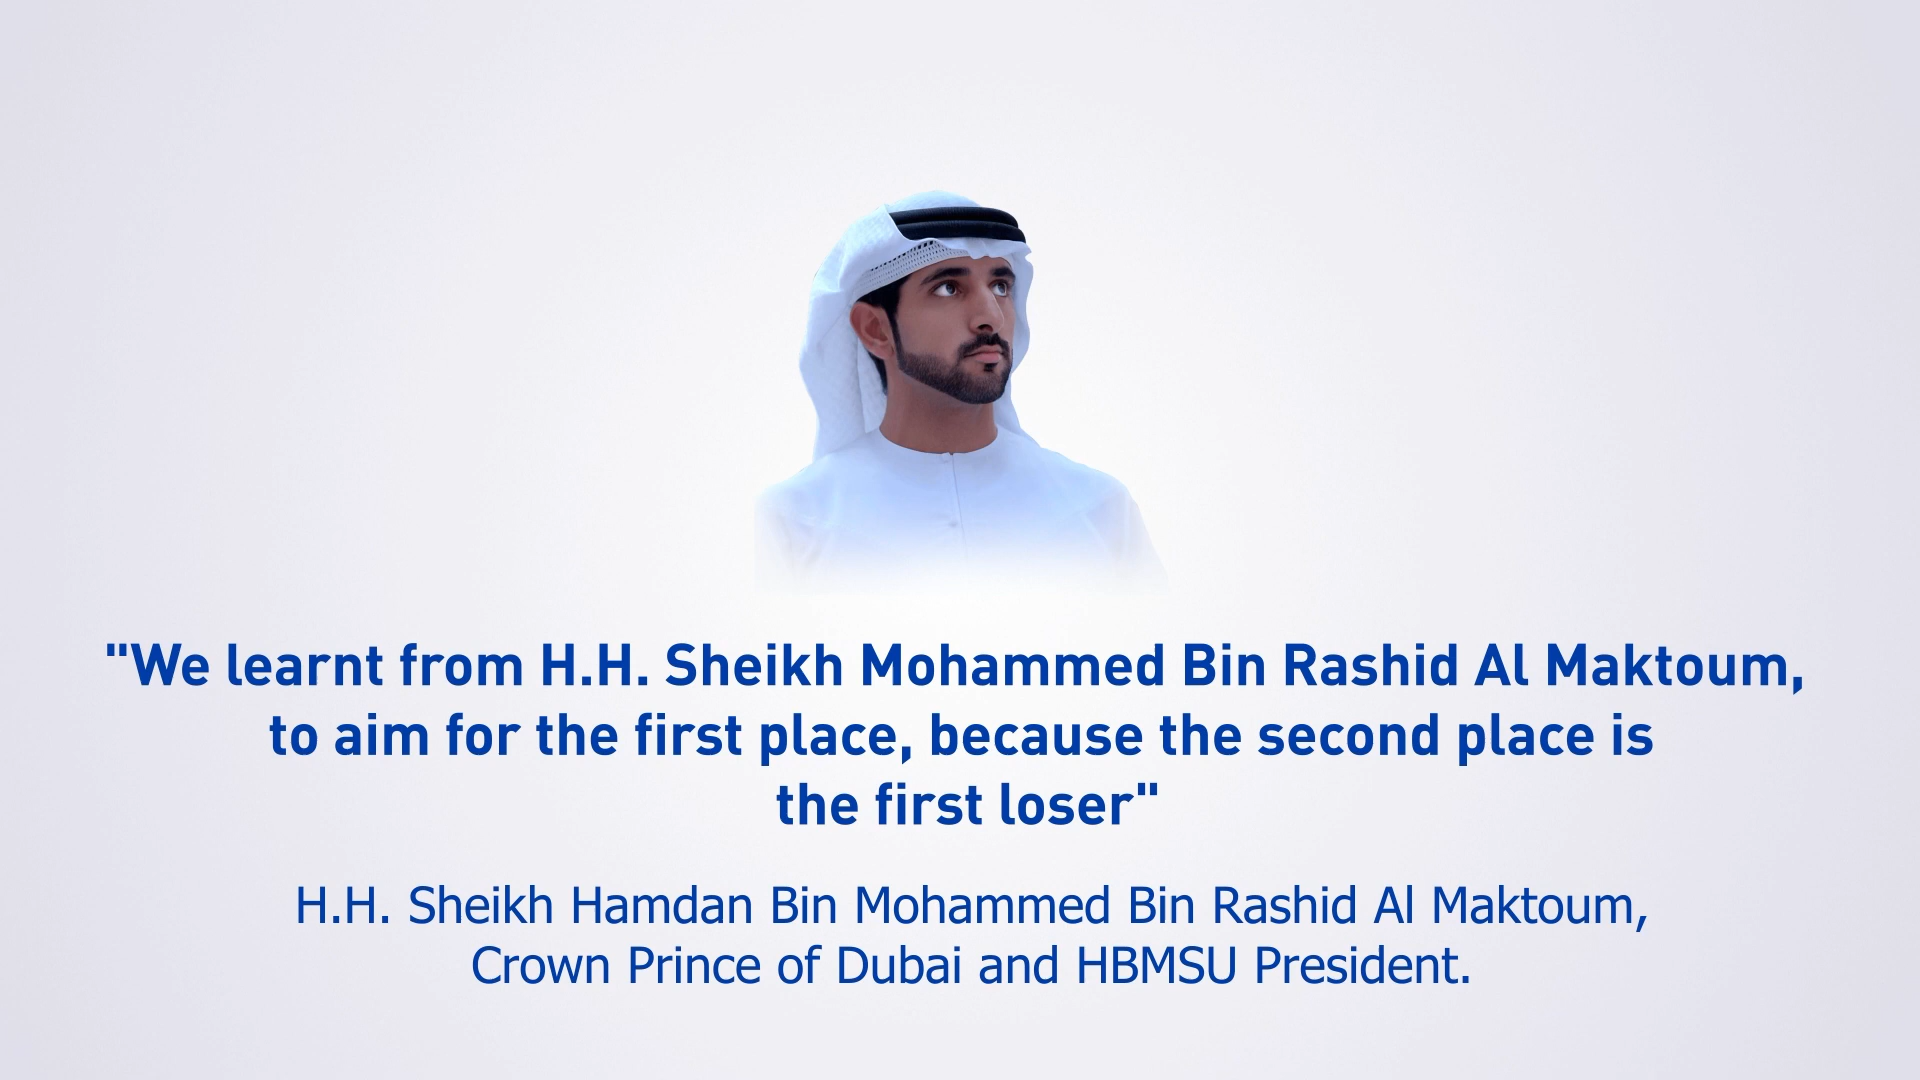 "We learnt from H.H. Sheikh Mohammed Bin Rashid Al Maktoum,
to aim for the first place, because the second place is
the first loser"
H.H. Sheikh Hamdan Bin Mohammed Bin Rashid Al Maktoum,
Crown Prince of Dubai and HBMSU President.